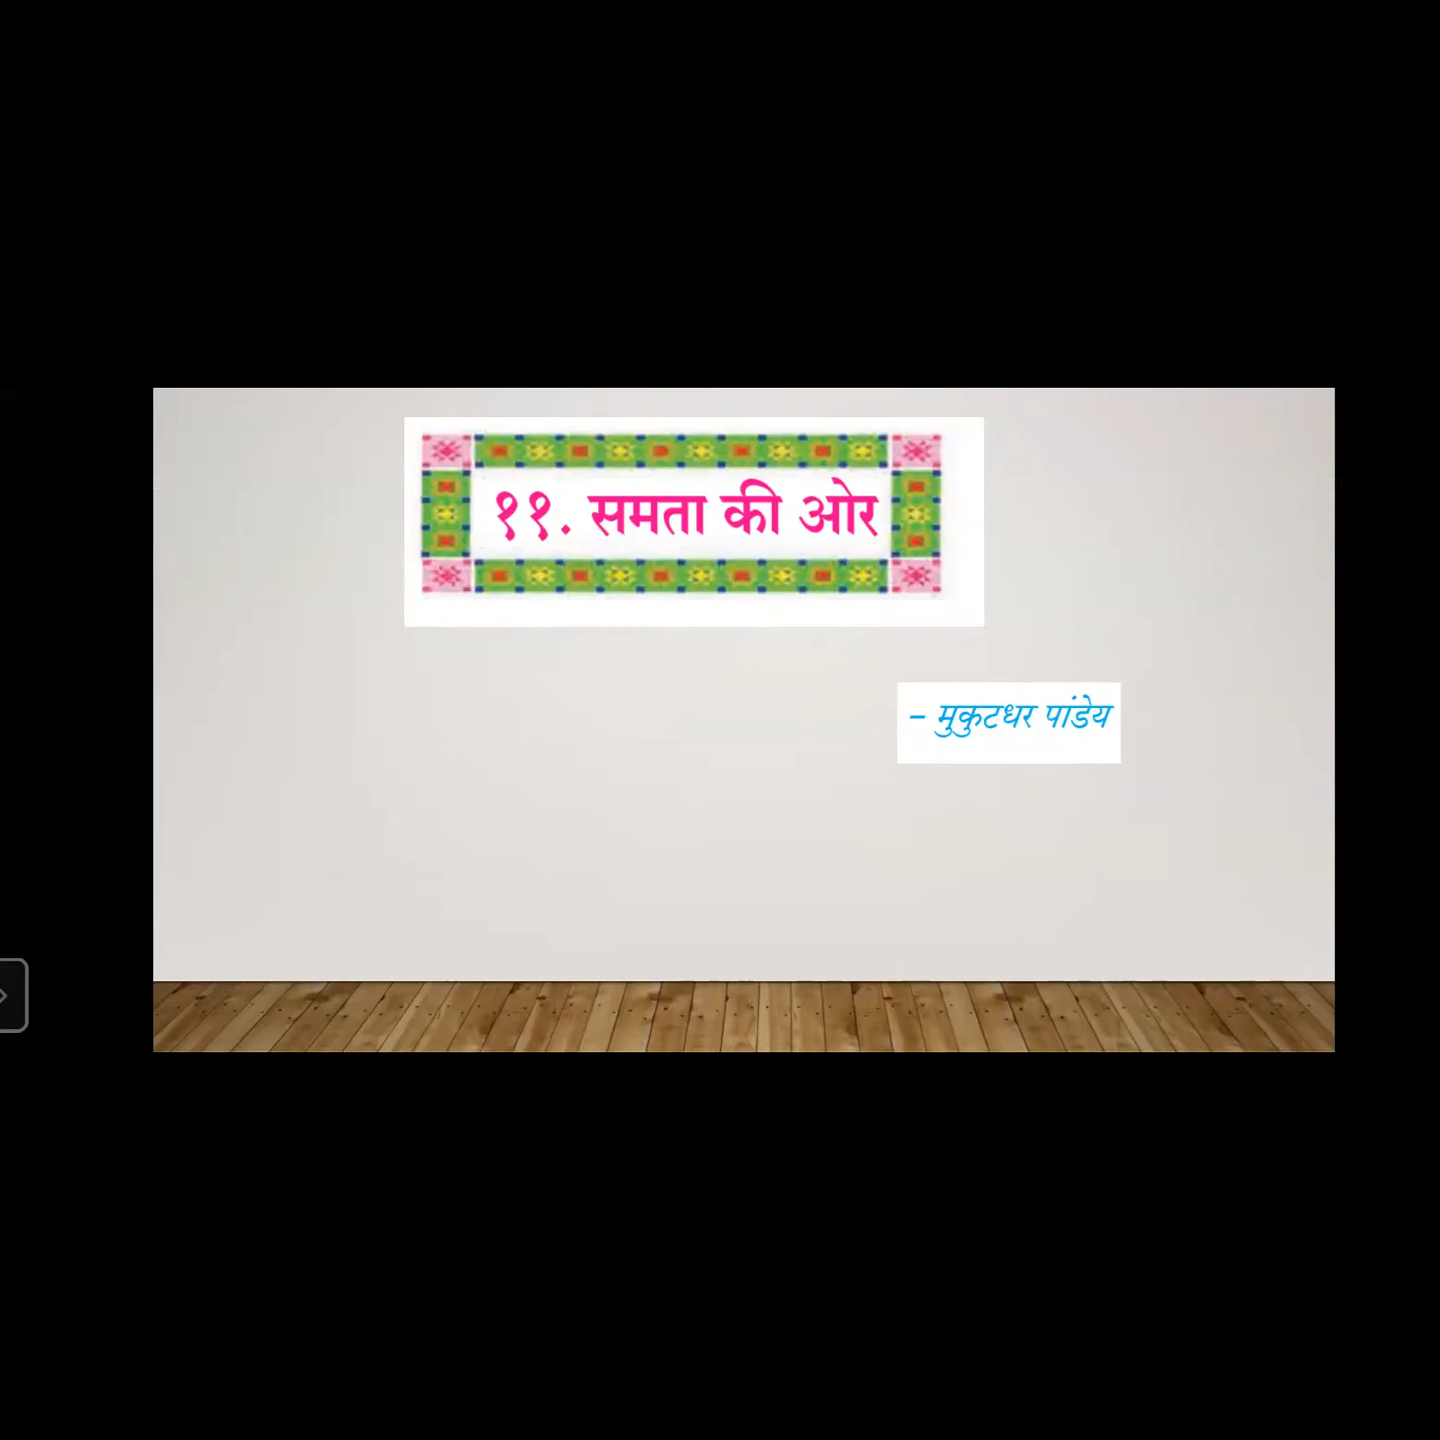 ११. समता की ओर
– मुकुटधर पांडेय